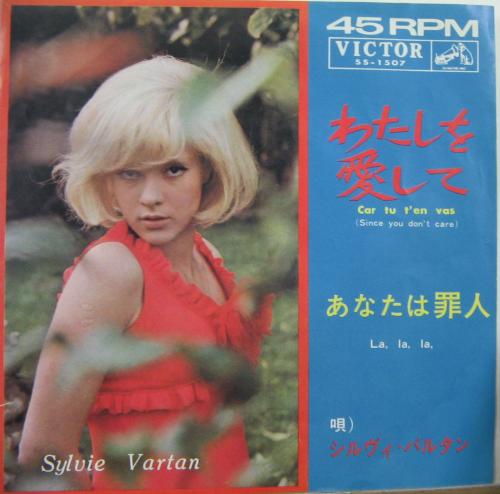 45 RPM
VICTOR
SS-1507
わたしを
愛して
Car tu t'en vas
(Since you don't care)
あなたは罪人
La, la, la,
唄)
シルヴィ・バルタン
Sylvie Vartan